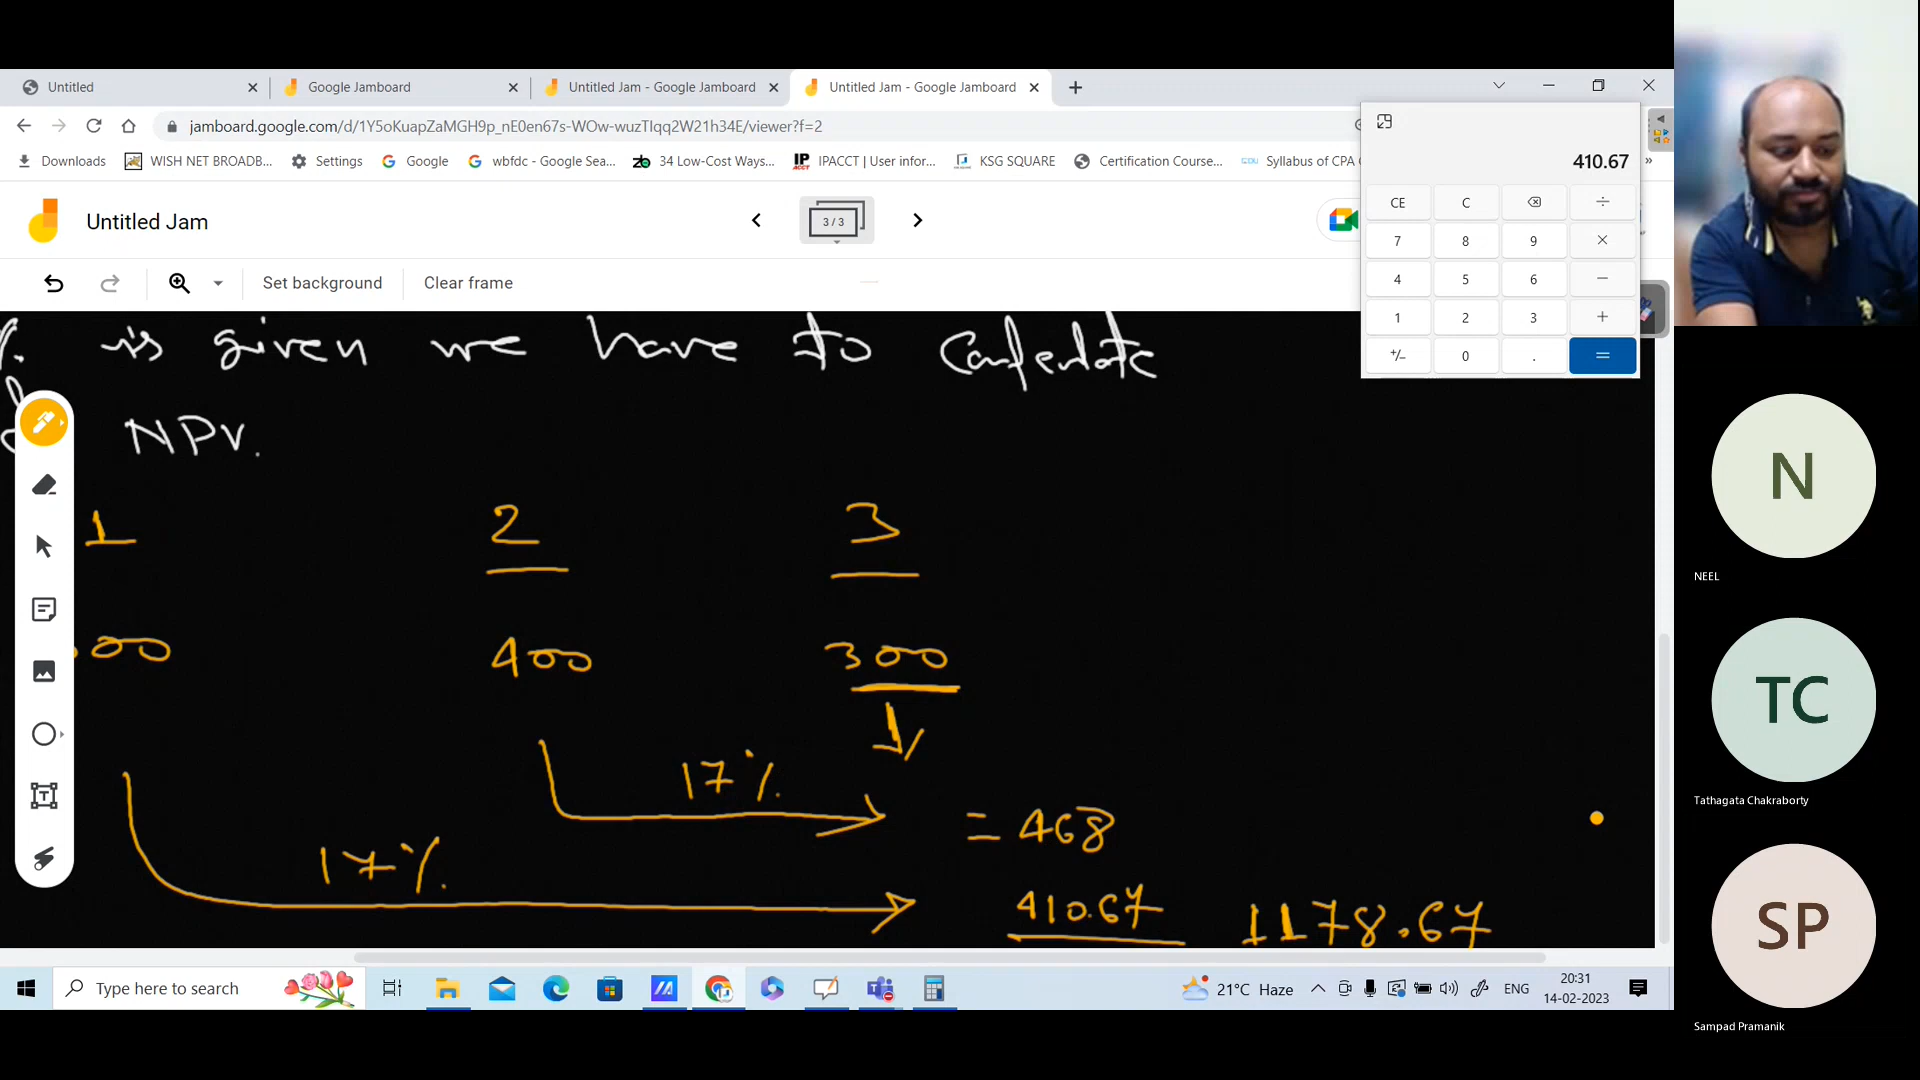 Untitled
Google Jamboard
Untitled Jam - Google Jamboard
Untitled Jam - Google Jamboard
jamboard.google.com/d/1Y5oKuapZaMGH9p_nE0en67s-WOw-wuzTlqq2W21h34E/viewer?f=2
Downloads
WISH NET BROADB...
Settings
Google
wbfdc - Google Sea...
34 Low-Cost Ways...
IPACCT | User infor...
KSG SQUARE
Certification Course...
Syllabus of CPA
»
410.67
CE C ÷
7 8 9 ×
4 5 6 −
1 2 3 +
+/− 0 . =
Untitled Jam
3 / 3
Set background
Clear frame
is given we have to
NPV.
1 2 3
00 400 300
17%
= 468
17%
410.67 1178.67
Type here to search
21°C Haze
ENG
20:31
14-02-2023
N
NEEL
TC
Tathagata Chakraborty
SP
Sampad Pramanik